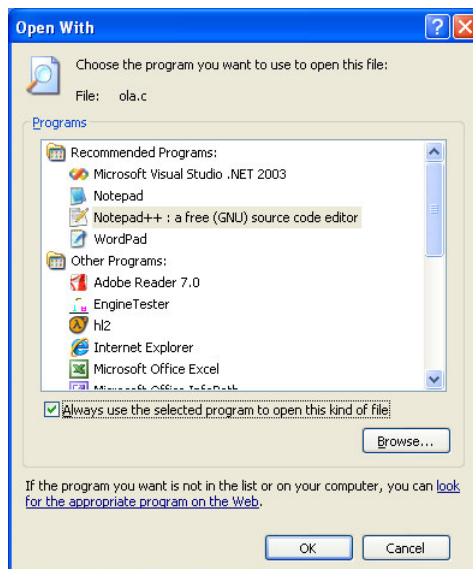 Open With
Choose the program you want to use to open this file:
File: ola.c
Programs
Recommended Programs:
Microsoft Visual Studio .NET 2003
Notepad
Notepad++ : a free (GNU) source code editor
WordPad
Other Programs:
Adobe Reader 7.0
EngineTester
hl2
Internet Explorer
Microsoft Office Excel
Microsoft Office InfoPath
Always use the selected program to open this kind of file
Browse...
If the program you want is not in the list or on your computer, you can look
for the appropriate program on the Web.
OK Cancel